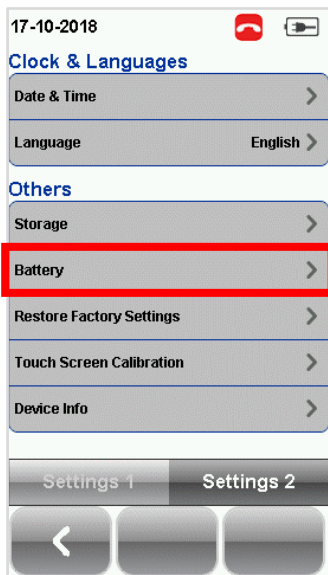 17-10-2018
Clock & Languages
Date & Time
Language English
Others
Storage
Battery
Restore Factory Settings
Touch Screen Calibration
Device Info
Settings 1 Settings 2